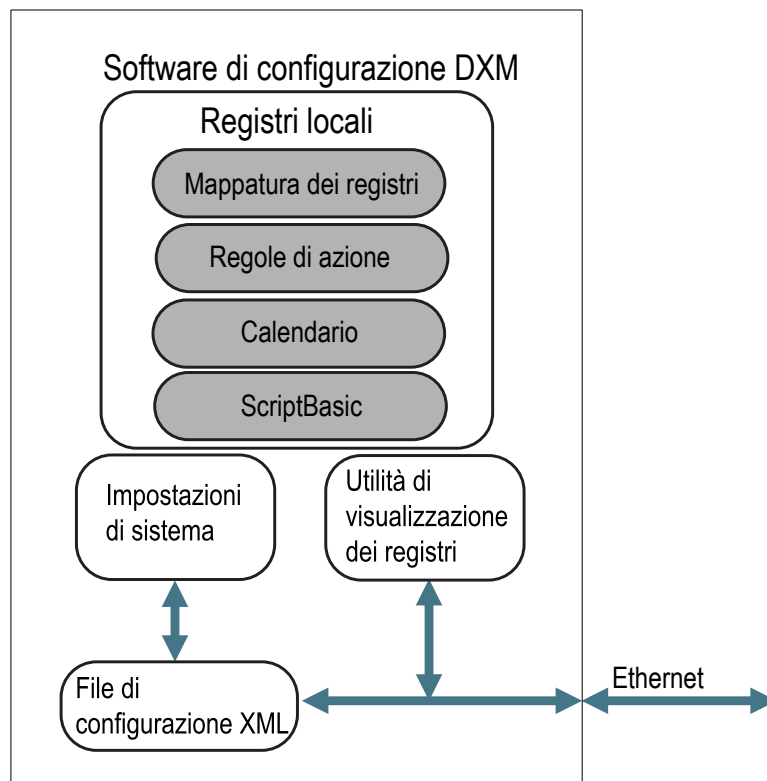 Software di configurazione DXM
Registri locali
Mappatura dei registri
Regole di azione
Calendario
ScriptBasic
Impostazioni
di sistema
Utilità di
visualizzazione
dei registri
File di
configurazione XML
Ethernet